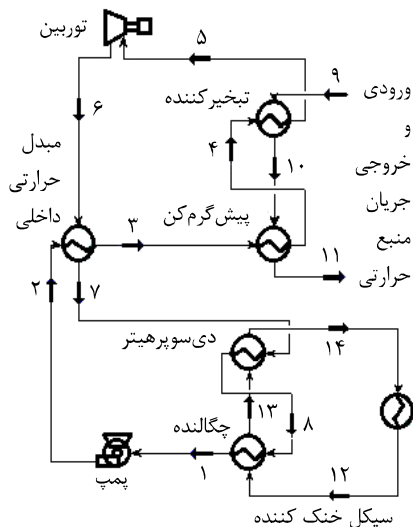 توربین
۵
۹
ورودی
و
خروجی
جریان
منبع
حرارتی
تبخیرکننده
۶
۴
۱۰
مبدل
حرارتی
داخلی
پیش‌گرم‌کن
۳
۱۱
۲
۷
دی‌سوپرهیتر
۱۴
۱۳
۸
چگالنده
۱
۱۲
پمپ
سیکل خنک کننده